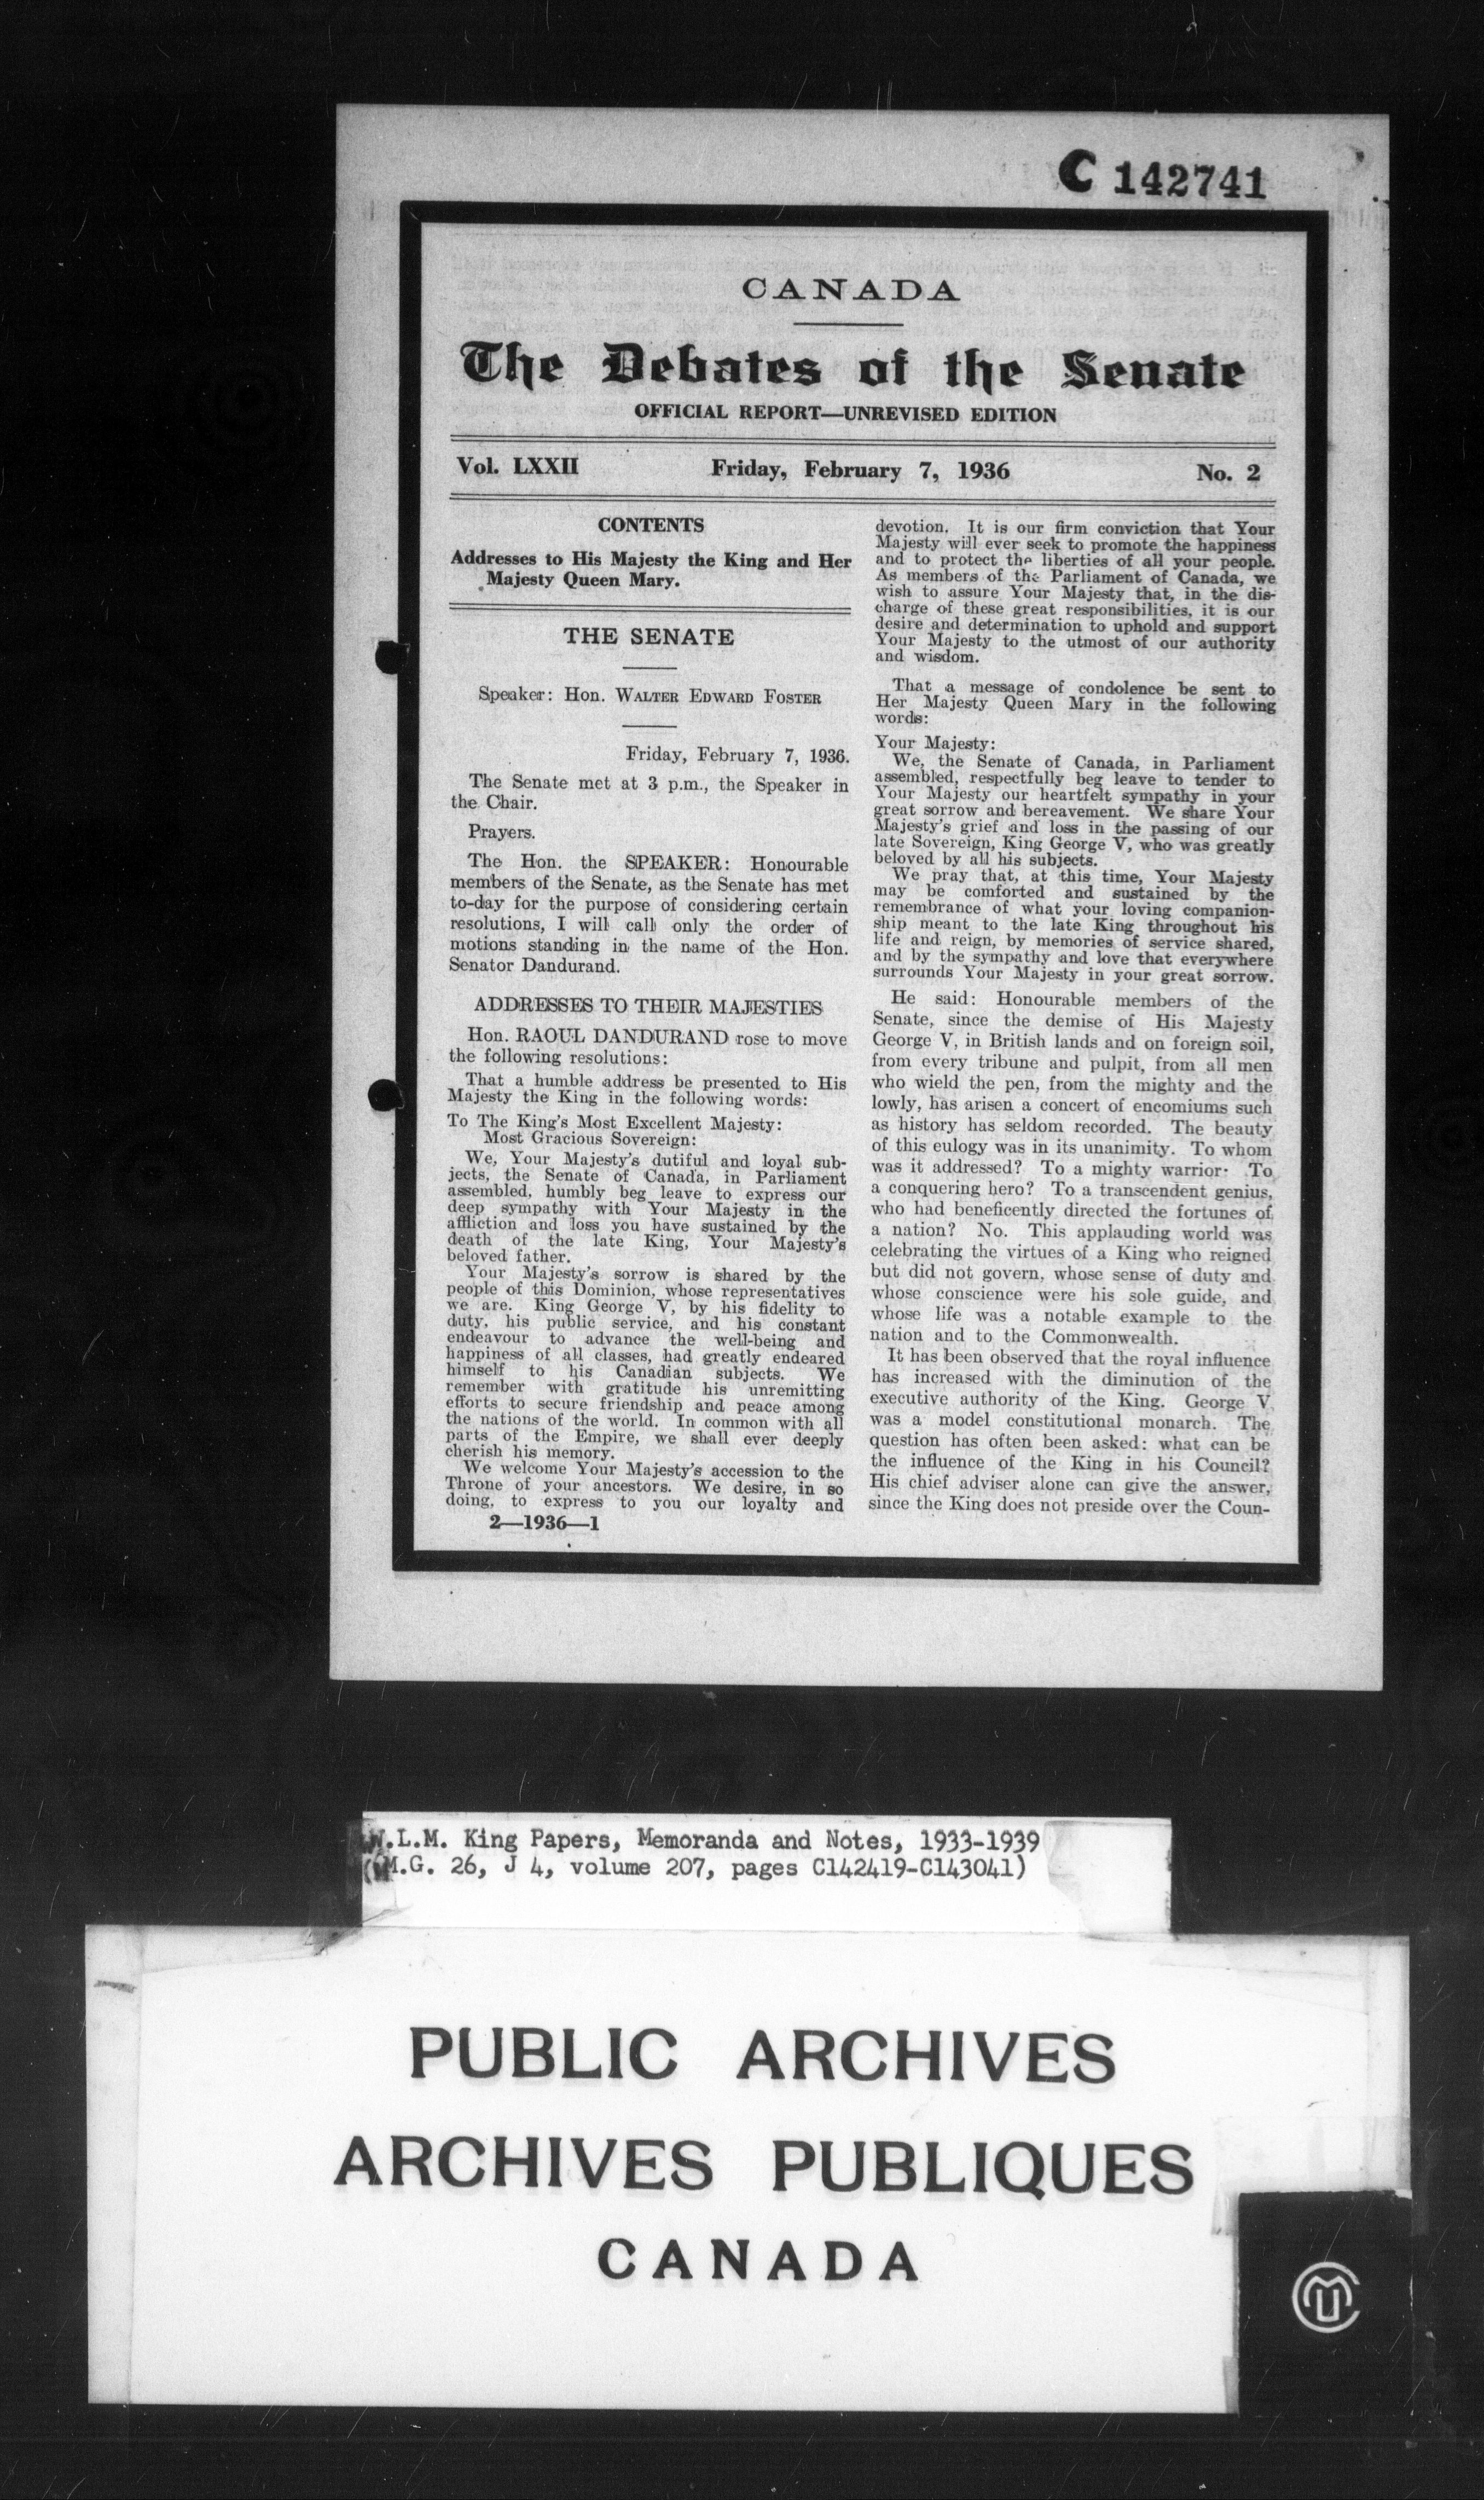 C 142741
CANADA
The Debates of the Senate
OFFICIAL REPORT—UNREVISED EDITION
Vol. LXXII Friday, February 7, 1936 No. 2
CONTENTS
Addresses to His Majesty the King and Her
Majesty Queen Mary.
THE SENATE
Speaker: Hon. WALTER EDWARD FOSTER
Friday, February 7, 1936.
The Senate met at 3 p.m., the Speaker in
the Chair.
Prayers.
The Hon. the SPEAKER: Honourable
members of the Senate, as the Senate has met
to-day for the purpose of considering certain
resolutions, I will call only the order of
motions standing in the name of the Hon.
Senator Dandurand.
ADDRESSES TO THEIR MAJESTIES
Hon. RAOUL DANDURAND rose to move
the following resolutions:
That a humble address be presented to His
Majesty the King in the following words:
To The King's Most Excellent Majesty:
Most Gracious Sovereign:
We, Your Majesty's dutiful and loyal sub-
jects, the Senate of Canada, in Parliament
assembled, humbly beg leave to express our
deep sympathy with Your Majesty in the
affliction and loss you have sustained by the
death of the late King, Your Majesty's
beloved father.
Your Majesty's sorrow is shared by the
people of this Dominion, whose representatives
we are. King George V, by his fidelity to
duty, his public service, and his constant
endeavour to advance the well-being and
happiness of all classes, had greatly endeared
himself to his Canadian subjects. We
remember with gratitude his unremitting
efforts to secure friendship and peace among
the nations of the world. In common with all
parts of the Empire, we shall ever deeply
cherish his memory.
We welcome Your Majesty's accession to the
Throne of your ancestors. We desire, in so
doing, to express to you our loyalty and
2—1936—1
devotion. It is our firm conviction that Your
Majesty will ever seek to promote the happiness
and to protect the liberties of all your people.
As members of the Parliament of Canada, we
wish to assure Your Majesty that, in the dis-
charge of these great responsibilities, it is our
desire and determination to uphold and support
Your Majesty to the utmost of our authority
and wisdom.
That a message of condolence be sent to
Her Majesty Queen Mary in the following
words:
Your Majesty:
We, the Senate of Canada, in Parliament
assembled, respectfully beg leave to tender to
Your Majesty our heartfelt sympathy in your
great sorrow and bereavement. We share Your
Majesty's grief and loss in the passing of our
late Sovereign, King George V, who was greatly
beloved by all his subjects.
We pray that, at this time, Your Majesty
may be comforted and sustained by the
remembrance of what your loving companion-
ship meant to the late King throughout his
life and reign, by memories of service shared,
and by the sympathy and love that everywhere
surrounds Your Majesty in your great sorrow.
He said: Honourable members of the
Senate, since the demise of His Majesty
George V, in British lands and on foreign soil,
from every tribune and pulpit, from all men
who wield the pen, from the mighty and the
lowly, has arisen a concert of encomiums such
as history has seldom recorded. The beauty
of this eulogy was in its unanimity. To whom
was it addressed? To a mighty warrior· To
a conquering hero? To a transcendent genius,
who had beneficently directed the fortunes of
a nation? No. This applauding world was
celebrating the virtues of a King who reigned
but did not govern, whose sense of duty and
whose conscience were his sole guide, and
whose life was a notable example to the
nation and to the Commonwealth.
It has been observed that the royal influence
has increased with the diminution of the
executive authority of the King. George V
was a model constitutional monarch. The
question has often been asked: what can be
the influence of the King in his Council?
His chief adviser alone can give the answer,
since the King does not preside over the Coun-
W.L.M. King Papers, Memoranda and Notes, 1933-1939
(M.G. 26, J 4, volume 207, pages C142419-C143041)
PUBLIC ARCHIVES
ARCHIVES PUBLIQUES
CANADA